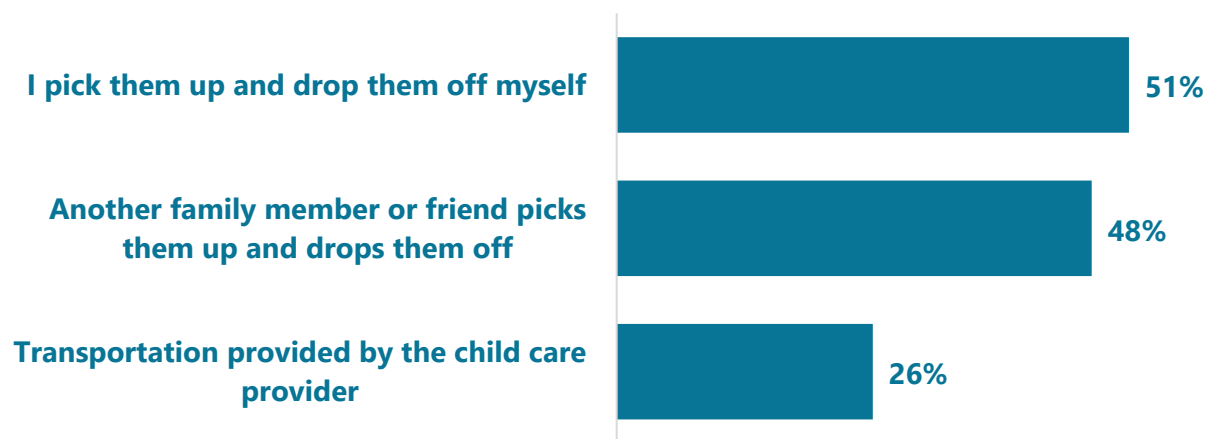 I pick them up and drop them off myself
51%
Another family member or friend picks
them up and drops them off
48%
Transportation provided by the child care
provider
26%